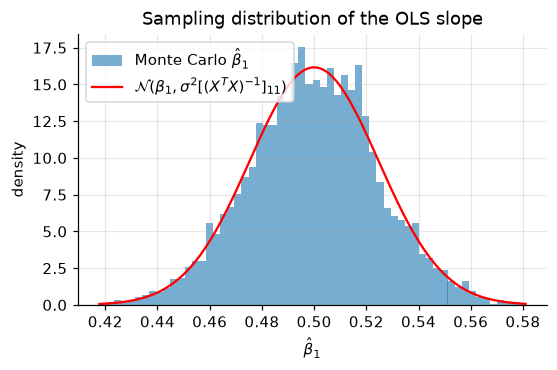 Sampling distribution of the OLS slope
Monte Carlo β̂₁
𝒩(β₁, σ²[(XᵀX)⁻¹]₁₁)
density
17.5
15.0
12.5
10.0
7.5
5.0
2.5
0.0
0.42 0.44 0.46 0.48 0.50 0.52 0.54 0.56 0.58
β̂₁